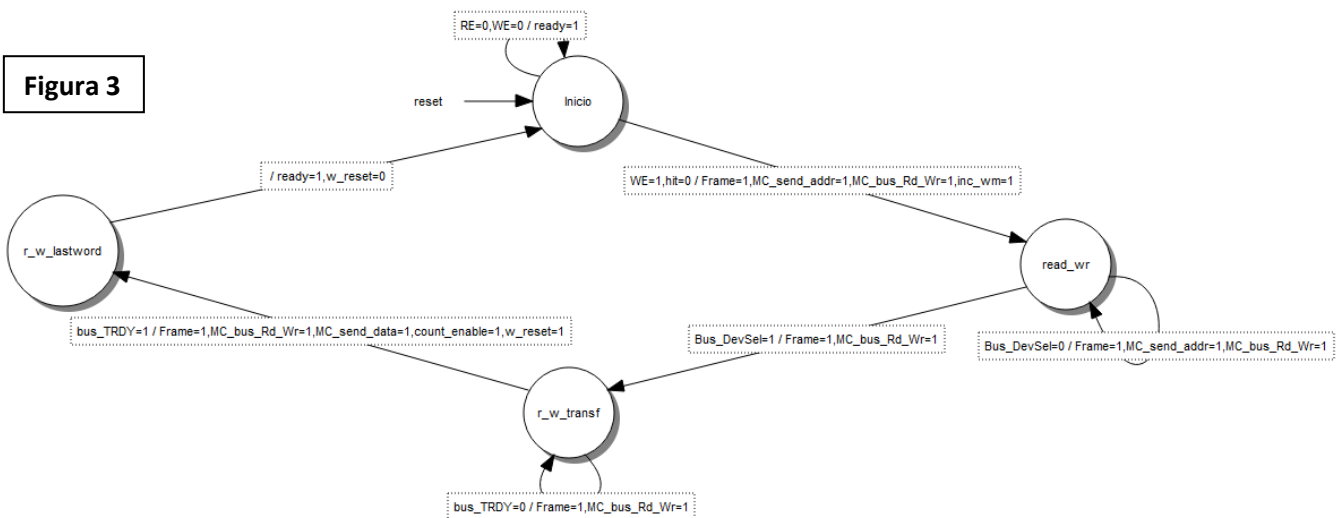 RE=0,WE=0 / ready=1
Figura 3
reset
Inicio
/ ready=1,w_reset=0
WE=1,hit=0 / Frame=1,MC_send_addr=1,MC_bus_Rd_Wr=1,inc_wm=1
r_w_lastword
read_wr
bus_TRDY=1 / Frame=1,MC_bus_Rd_Wr=1,MC_send_data=1,count_enable=1,w_reset=1
Bus_DevSel=1 / Frame=1,MC_bus_Rd_Wr=1
Bus_DevSel=0 / Frame=1,MC_send_addr=1,MC_bus_Rd_Wr=1
r_w_transf
bus_TRDY=0 / Frame=1,MC_bus_Rd_Wr=1